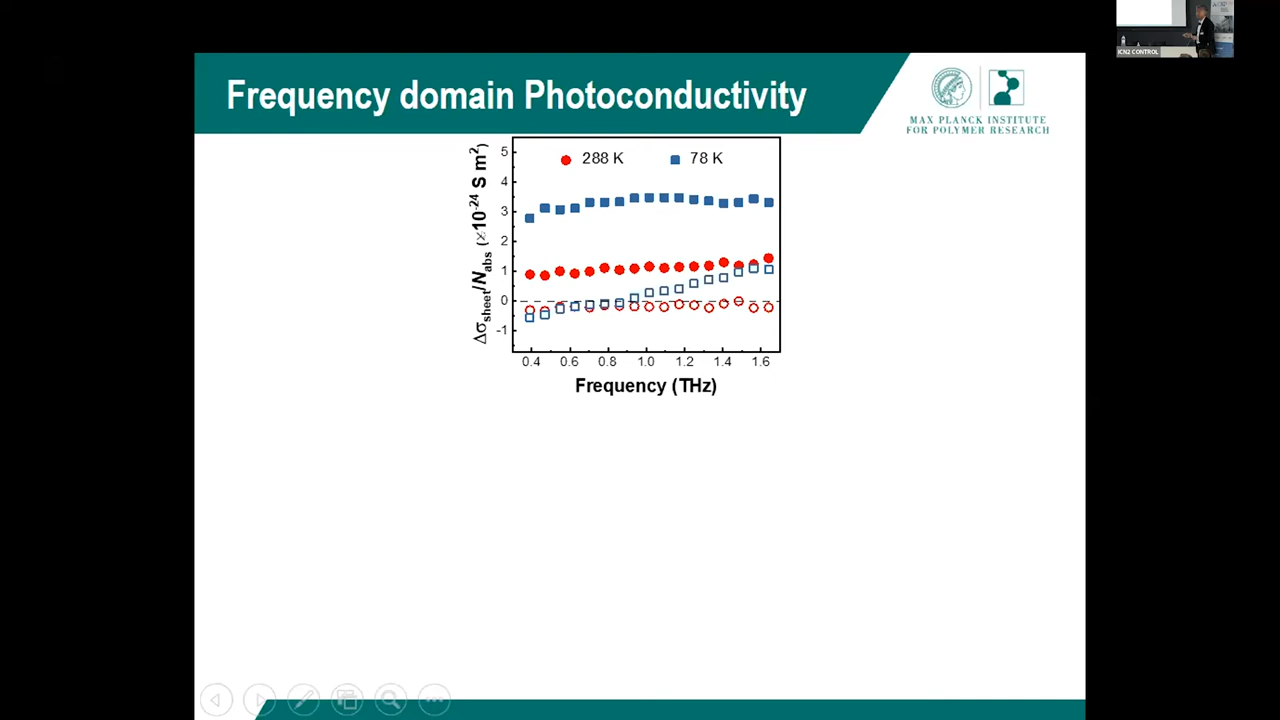 ICN2 CONTROL
Frequency domain Photoconductivity
MAX PLANCK INSTITUTE
FOR POLYMER RESEARCH
288 K
78 K
Δσsheet/Nabs (×10⁻²⁴ S m²)
5
4
3
2
1
0
-1
0.4 0.6 0.8 1.0 1.2 1.4 1.6
Frequency (THz)